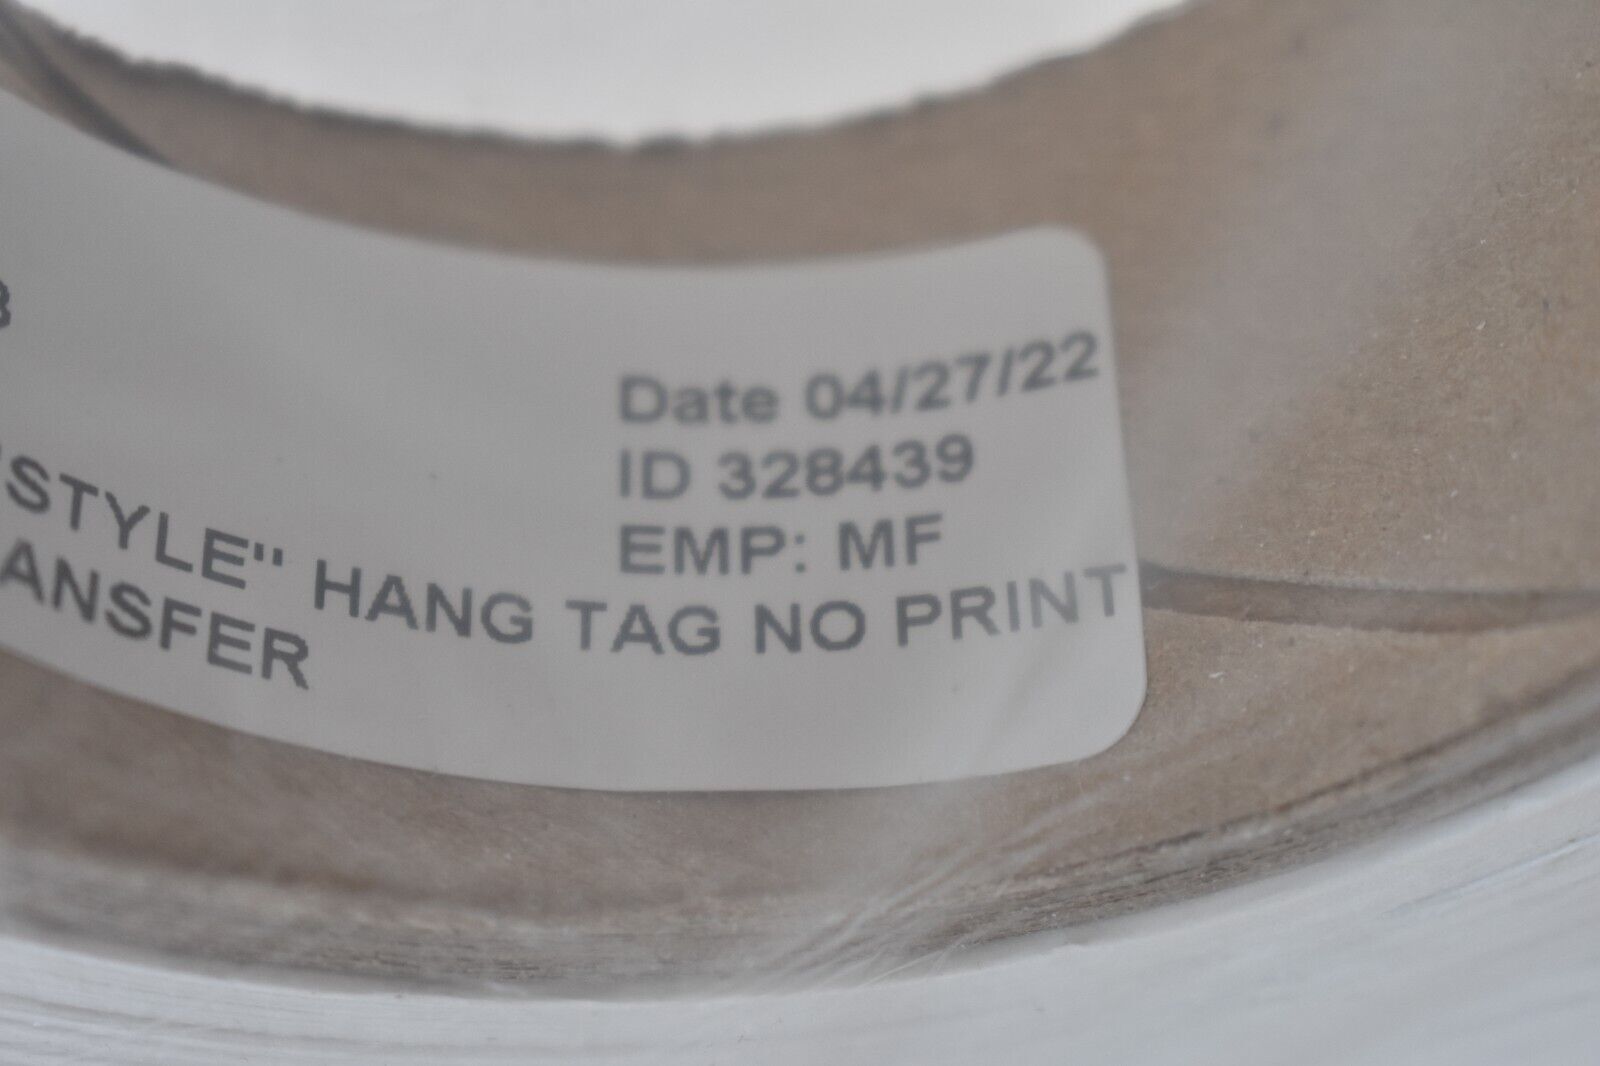 Date 04/27/22
ID 328439
EMP: MF
STYLE" HANG TAG NO PRINT
ANSFER